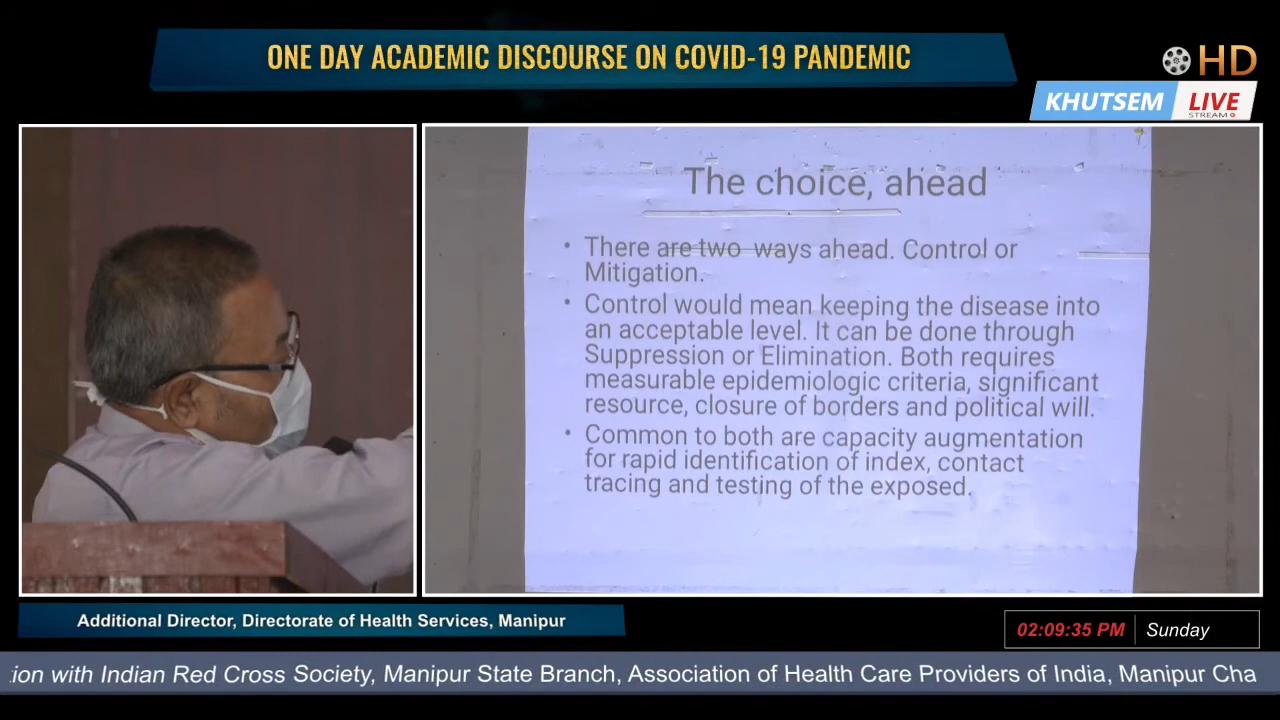 ONE DAY ACADEMIC DISCOURSE ON COVID-19 PANDEMIC
HD
KHUTSEM LIVE
STREAM
The choice, ahead
• There are two ways ahead. Control or
Mitigation.
• Control would mean keeping the disease into
an acceptable level. It can be done through
Suppression or Elimination. Both requires
measurable epidemiologic criteria, significant
resource, closure of borders and political will.
• Common to both are capacity augmentation
for rapid identification of index, contact
tracing and testing of the exposed.
Additional Director, Directorate of Health Services, Manipur
02:09:35 PM Sunday
tion with Indian Red Cross Society, Manipur State Branch, Association of Health Care Providers of India, Manipur Cha